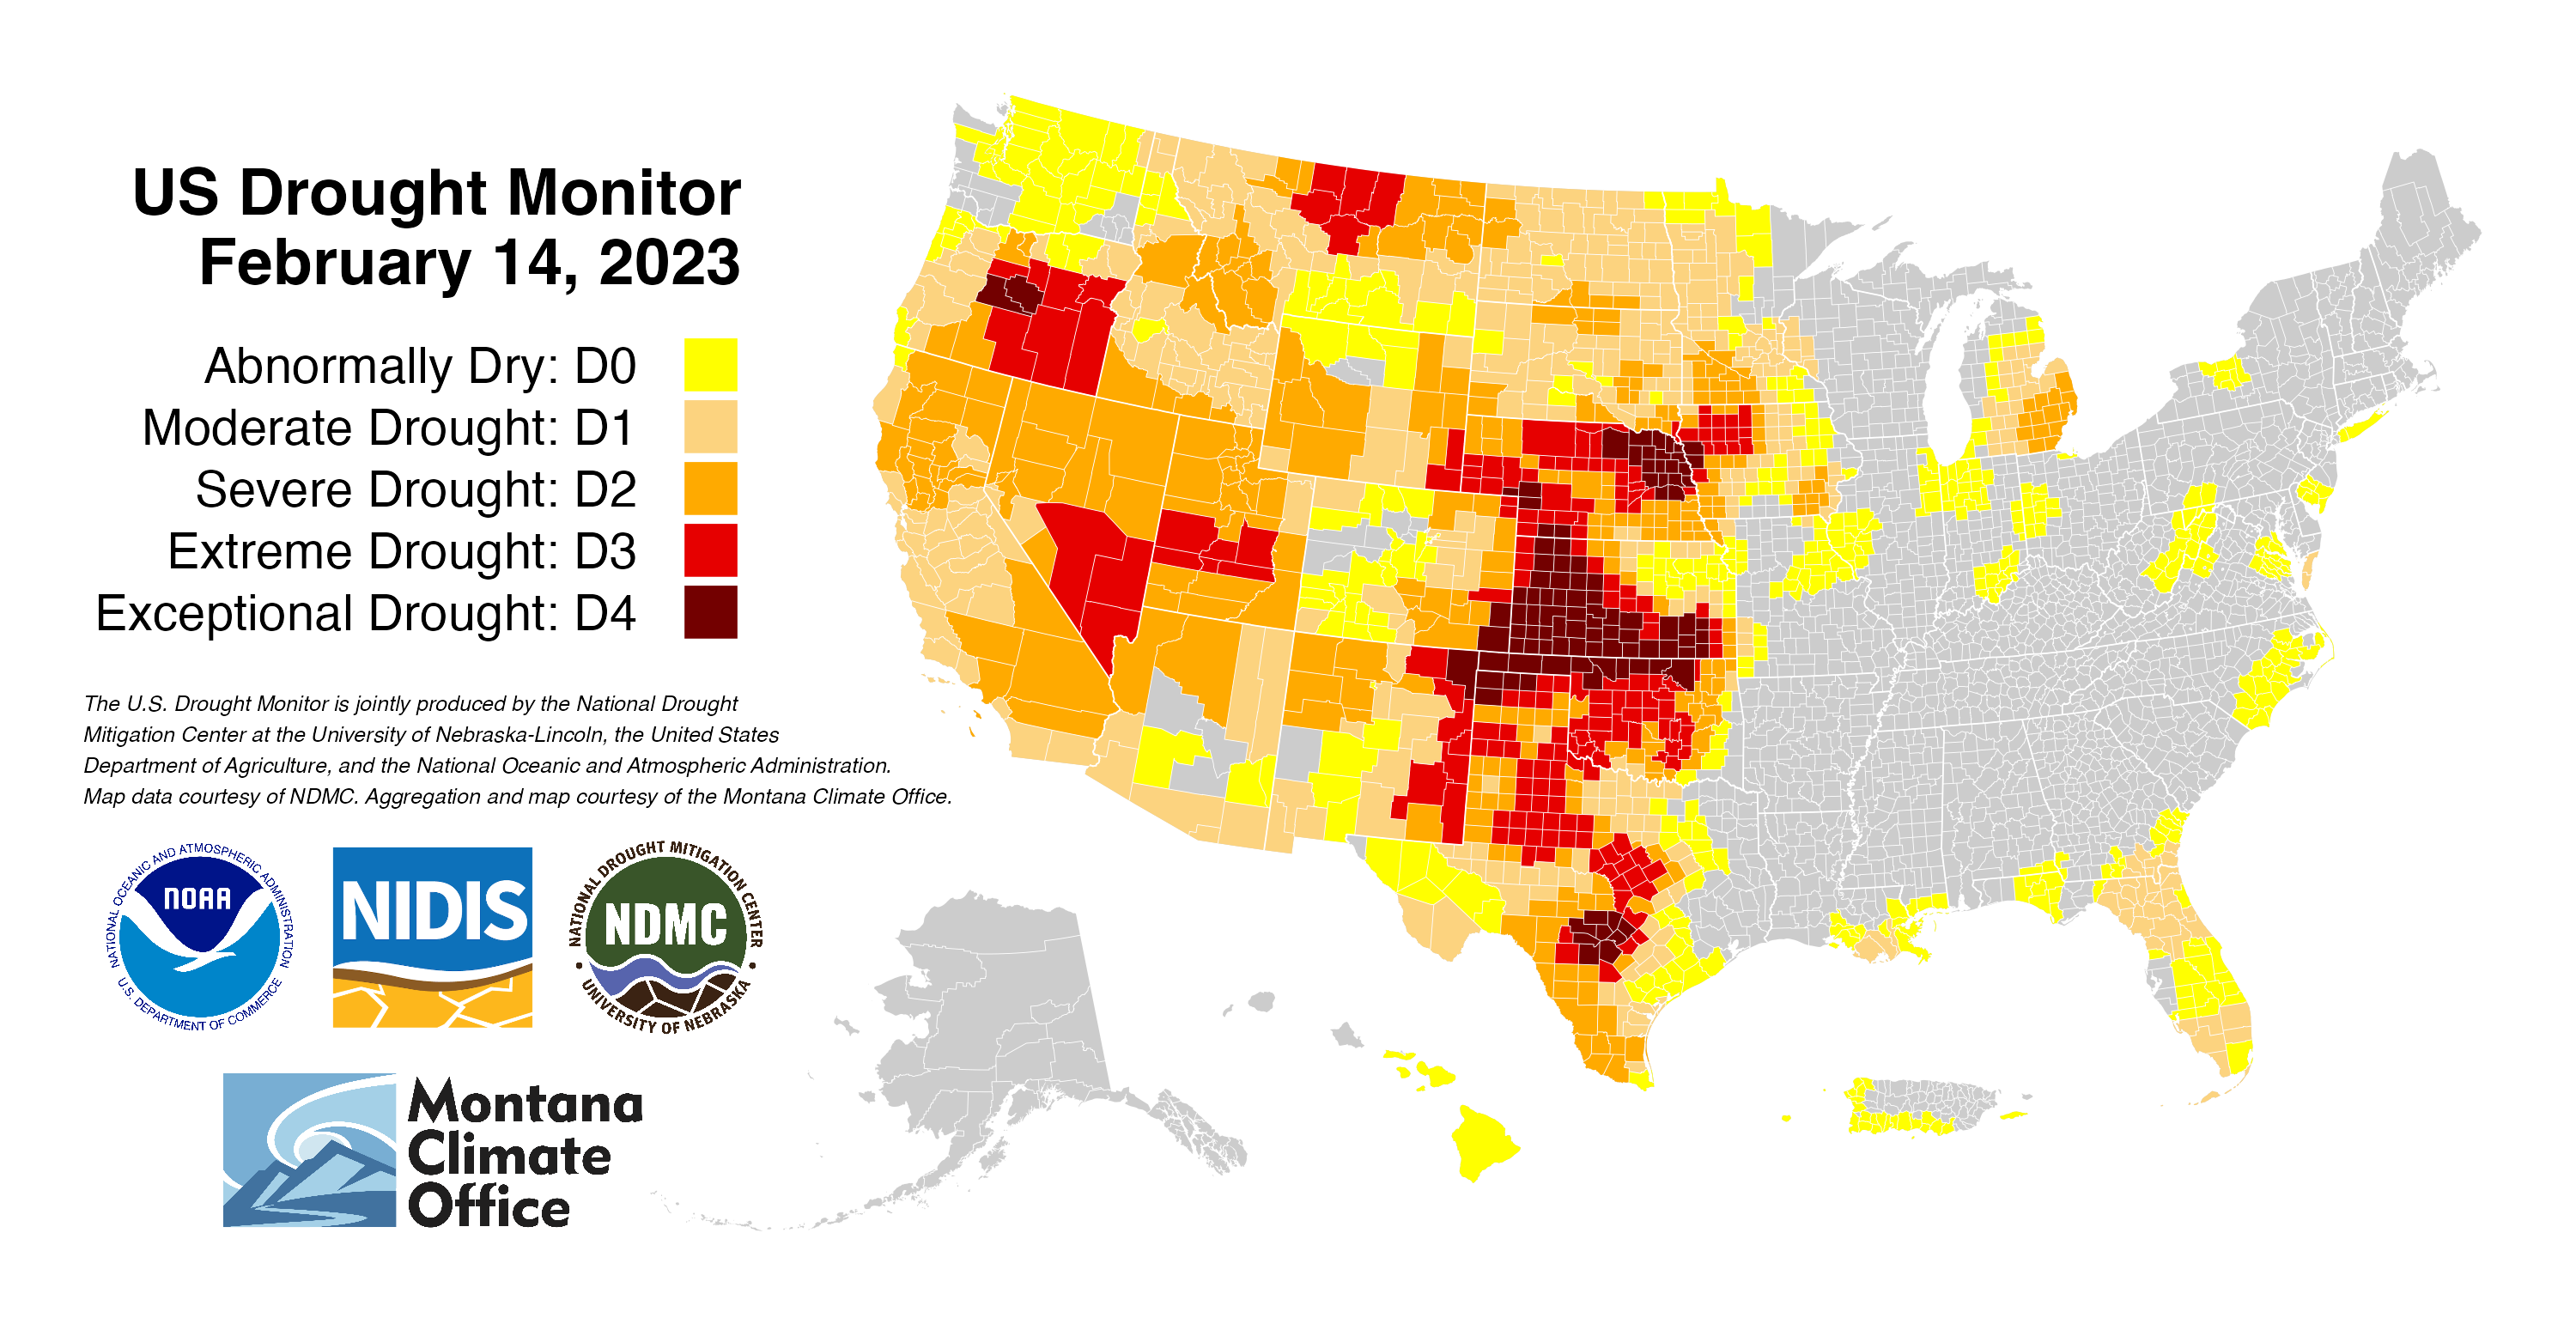 US Drought Monitor
February 14, 2023
Abnormally Dry: D0
Moderate Drought: D1
Severe Drought: D2
Extreme Drought: D3
Exceptional Drought: D4
The U.S. Drought Monitor is jointly produced by the National Drought
Mitigation Center at the University of Nebraska-Lincoln, the United States
Department of Agriculture, and the National Oceanic and Atmospheric Administration.
Map data courtesy of NDMC. Aggregation and map courtesy of the Montana Climate Office.
NATIONAL OCEANIC AND ATMOSPHERIC ADMINISTRATION
NOAA
U.S. DEPARTMENT OF COMMERCE
NIDIS
NATIONAL DROUGHT MITIGATION CENTER
NDMC
UNIVERSITY OF NEBRASKA
Montana
Climate
Office